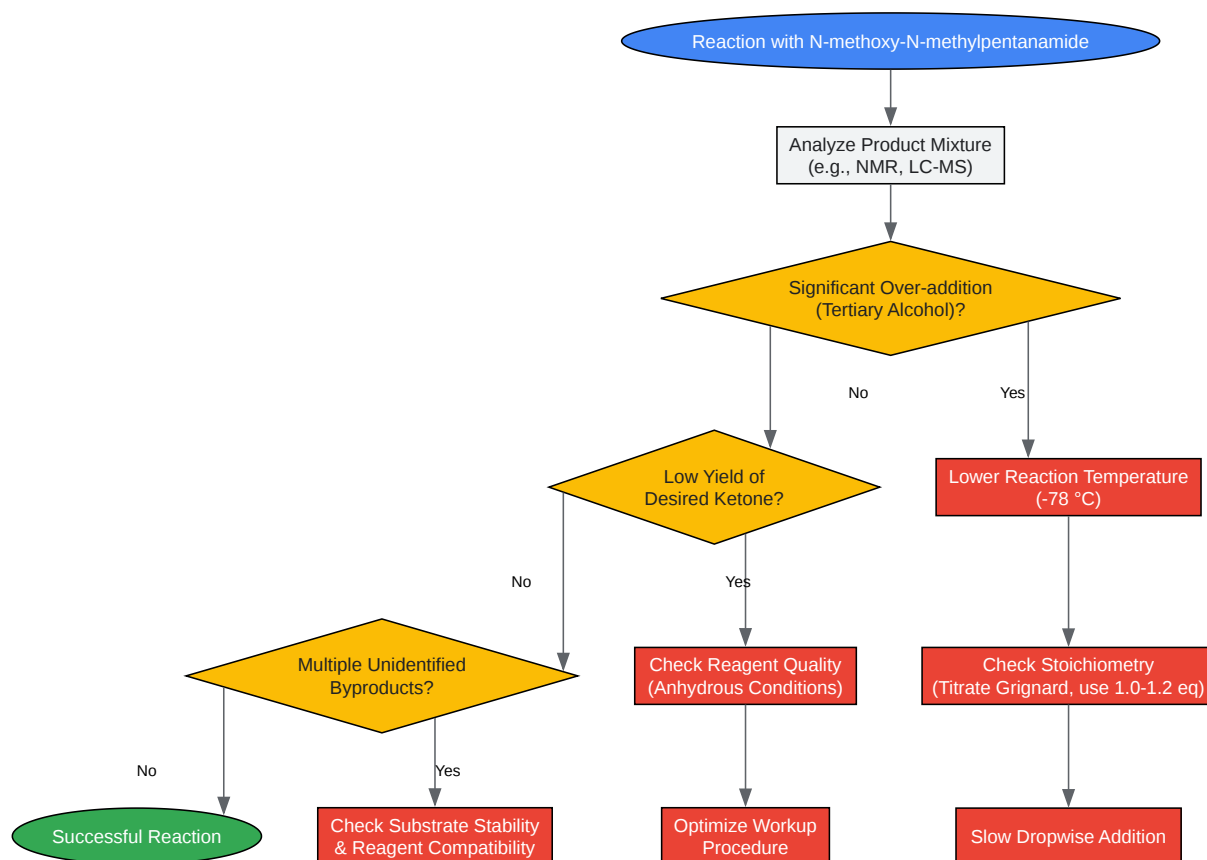 Reaction with N-methoxy-N-methylpentanamide
Analyze Product Mixture
(e.g., NMR, LC-MS)
Significant Over-addition
(Tertiary Alcohol)?
No
Yes
Low Yield of
Desired Ketone?
Lower Reaction Temperature
(-78 °C)
No
Yes
Multiple Unidentified
Byproducts?
Check Reagent Quality
(Anhydrous Conditions)
Check Stoichiometry
(Titrate Grignard, use 1.0-1.2 eq)
No
Yes
Successful Reaction
Check Substrate Stability
& Reagent Compatibility
Optimize Workup
Procedure
Slow Dropwise Addition